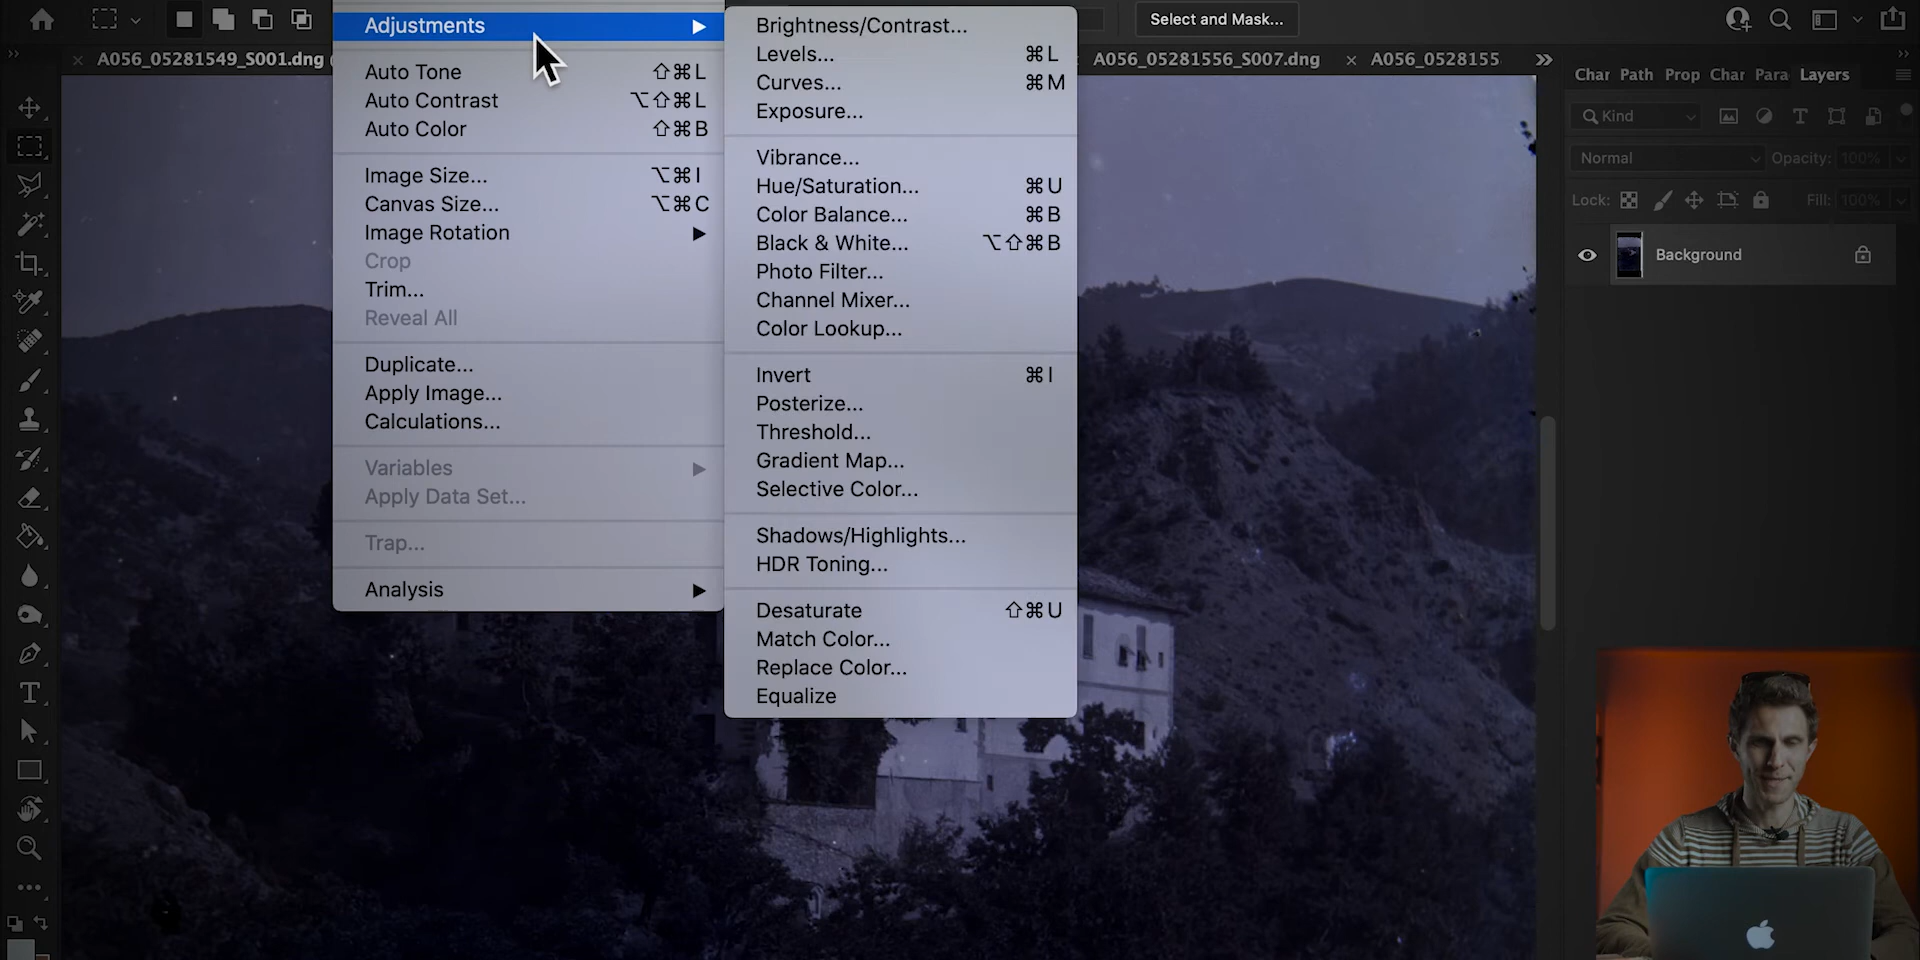 Select and Mask...
A056_05281549_S001.dng
A056_05281556_S007.dng
A056_0528155
Adjustments
Auto Tone ⇧⌘L
Auto Contrast ⌥⇧⌘L
Auto Color ⇧⌘B
Image Size... ⌥⌘I
Canvas Size... ⌥⌘C
Image Rotation
Crop
Trim...
Reveal All
Duplicate...
Apply Image...
Calculations...
Variables
Apply Data Set...
Trap...
Analysis
Brightness/Contrast...
Levels... ⌘L
Curves... ⌘M
Exposure...
Vibrance...
Hue/Saturation... ⌘U
Color Balance... ⌘B
Black & White... ⌥⇧⌘B
Photo Filter...
Channel Mixer...
Color Lookup...
Invert ⌘I
Posterize...
Threshold...
Gradient Map...
Selective Color...
Shadows/Highlights...
HDR Toning...
Desaturate ⇧⌘U
Match Color...
Replace Color...
Equalize
Char Path Prop Char Para Layers
Kind
Normal Opacity: 100%
Lock: Fill: 100%
Background